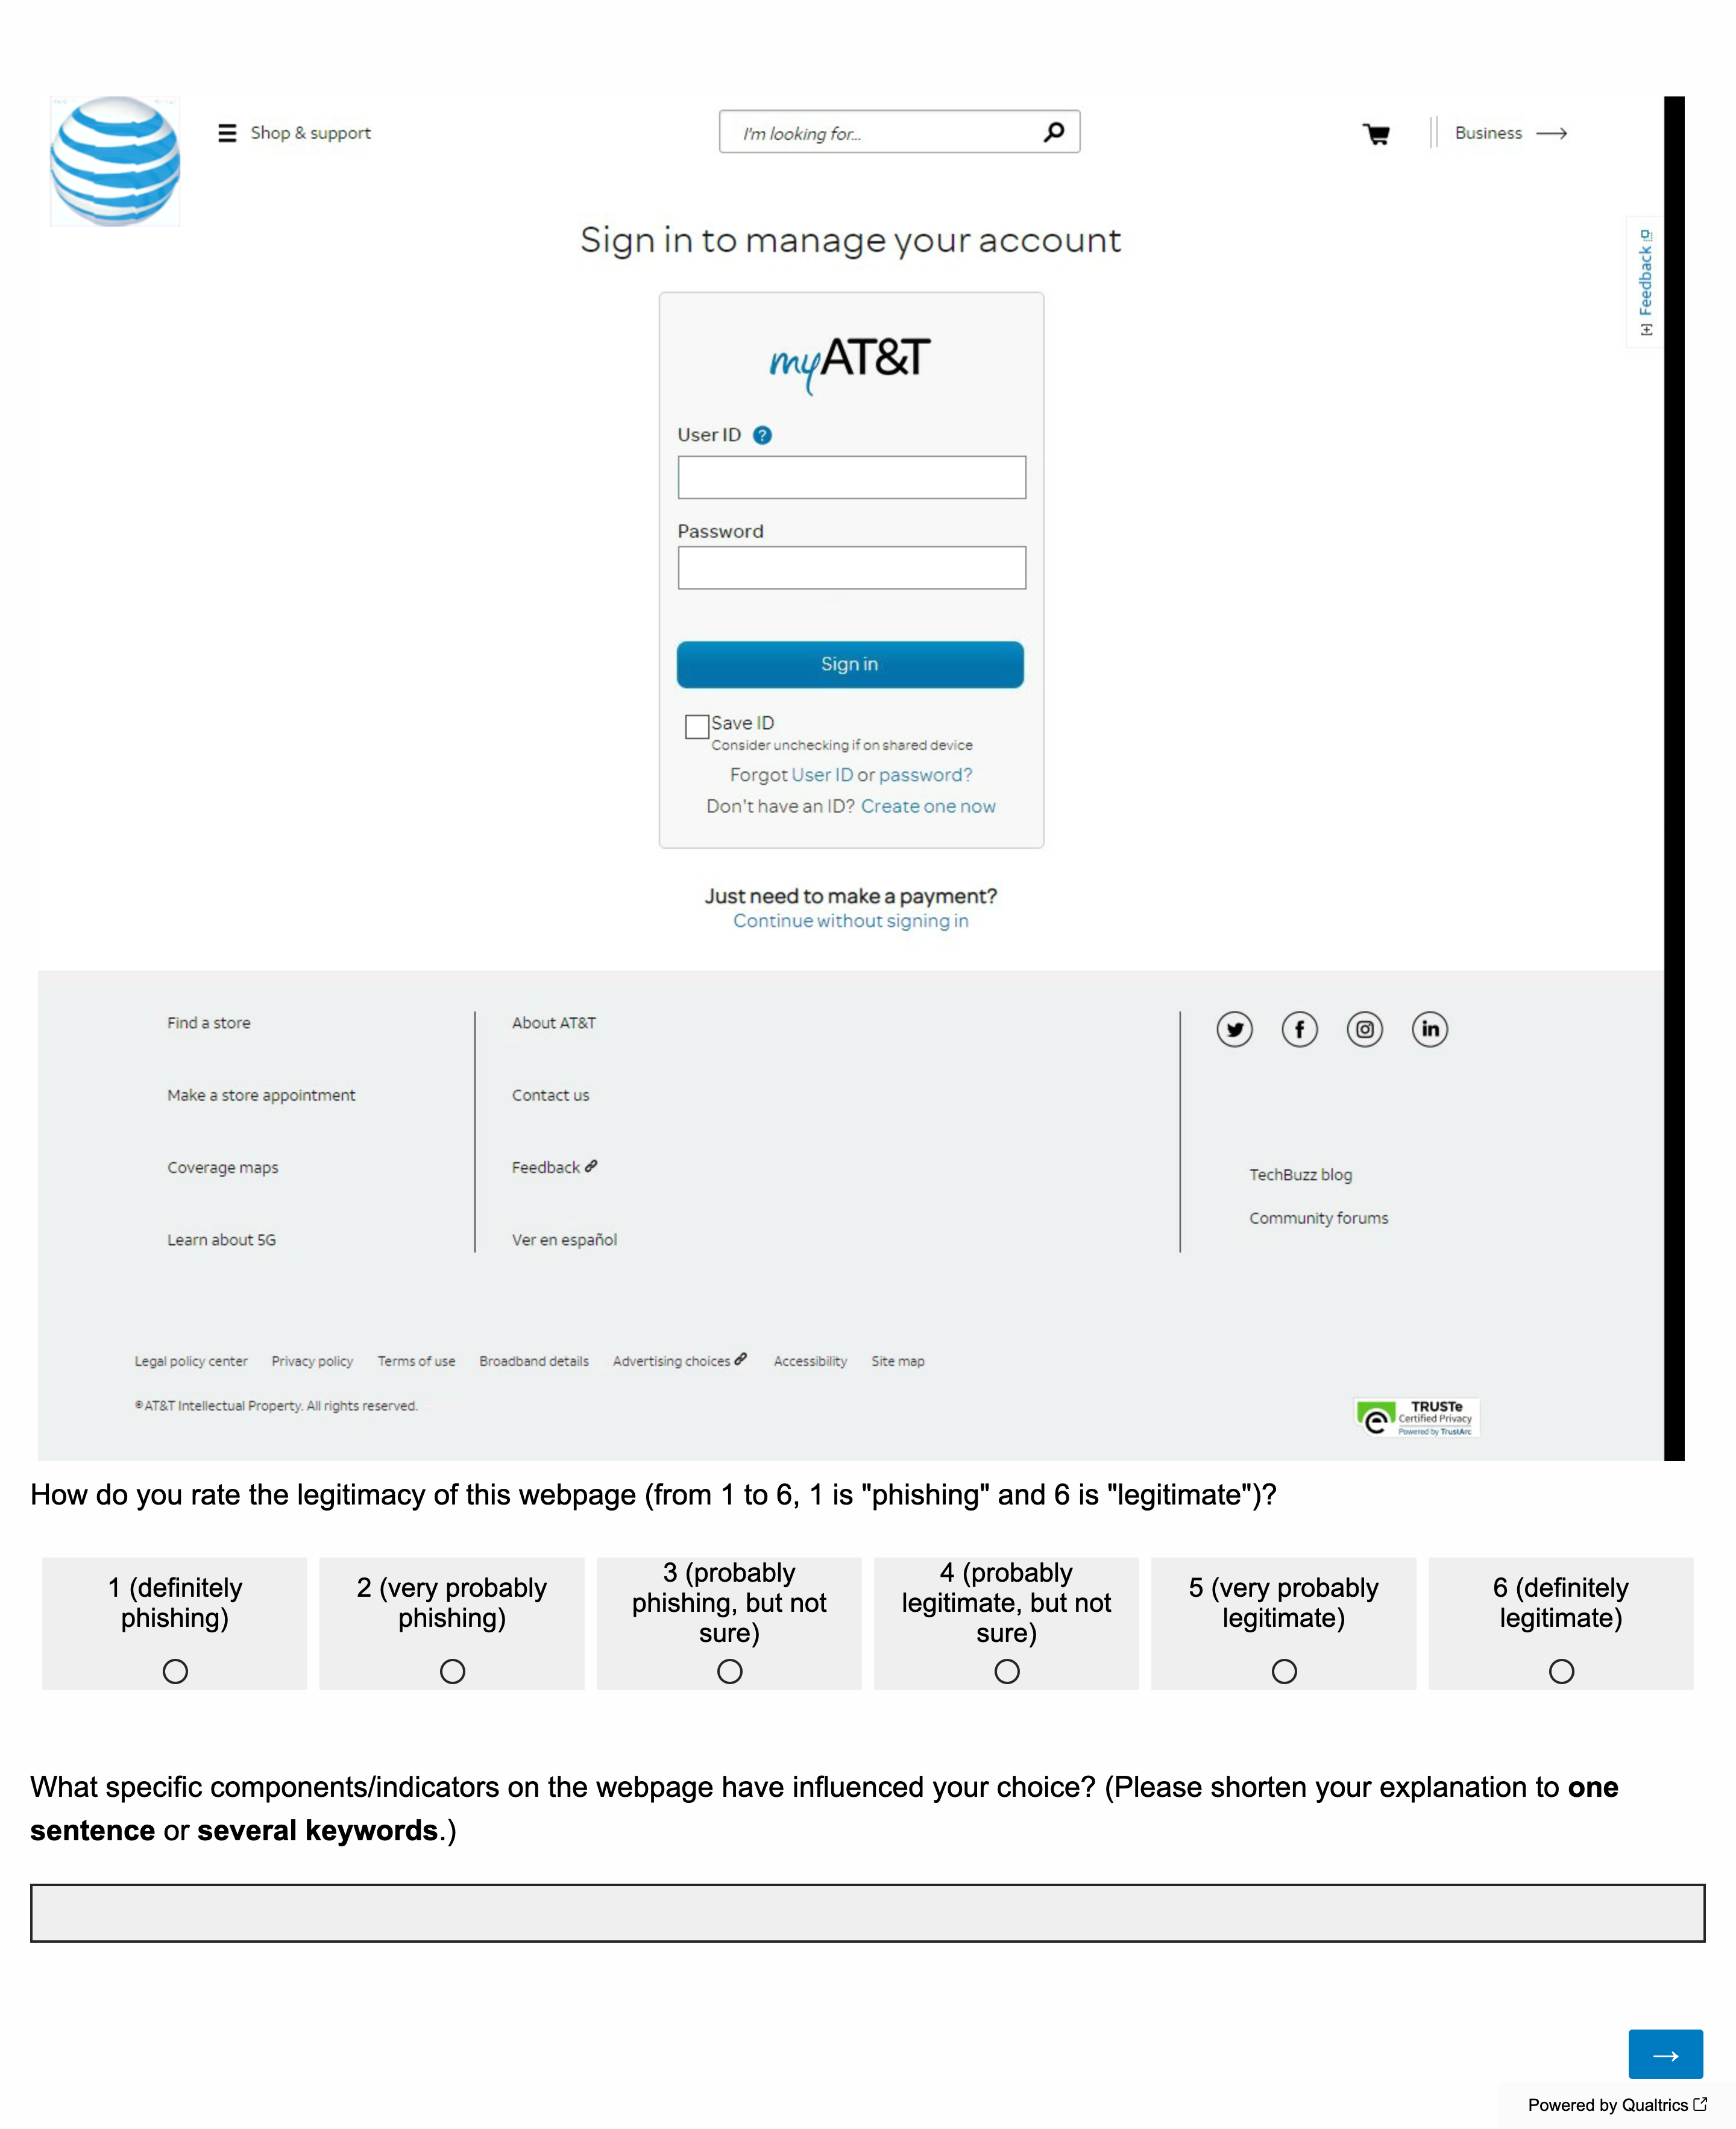 Shop & support
I'm looking for...
Business
Sign in to manage your account
[+] Feedback
myAT&T
User ID ?
Password
Sign in
Save ID
Consider unchecking if on shared device
Forgot User ID or password?
Don't have an ID? Create one now
Just need to make a payment?
Continue without signing in
Find a store
Make a store appointment
Coverage maps
Learn about 5G
About AT&T
Contact us
Feedback
Ver en español
TechBuzz blog
Community forums
Legal policy center Privacy policy Terms of use Broadband details Advertising choices Accessibility Site map
© AT&T Intellectual Property. All rights reserved.
TRUSTe
Certified Privacy
Powered by TrustArc
How do you rate the legitimacy of this webpage (from 1 to 6, 1 is "phishing" and 6 is "legitimate")?
1 (definitely
phishing)
2 (very probably
phishing)
3 (probably
phishing, but not
sure)
4 (probably
legitimate, but not
sure)
5 (very probably
legitimate)
6 (definitely
legitimate)
What specific components/indicators on the webpage have influenced your choice? (Please shorten your explanation to one
sentence or several keywords.)
→
Powered by Qualtrics